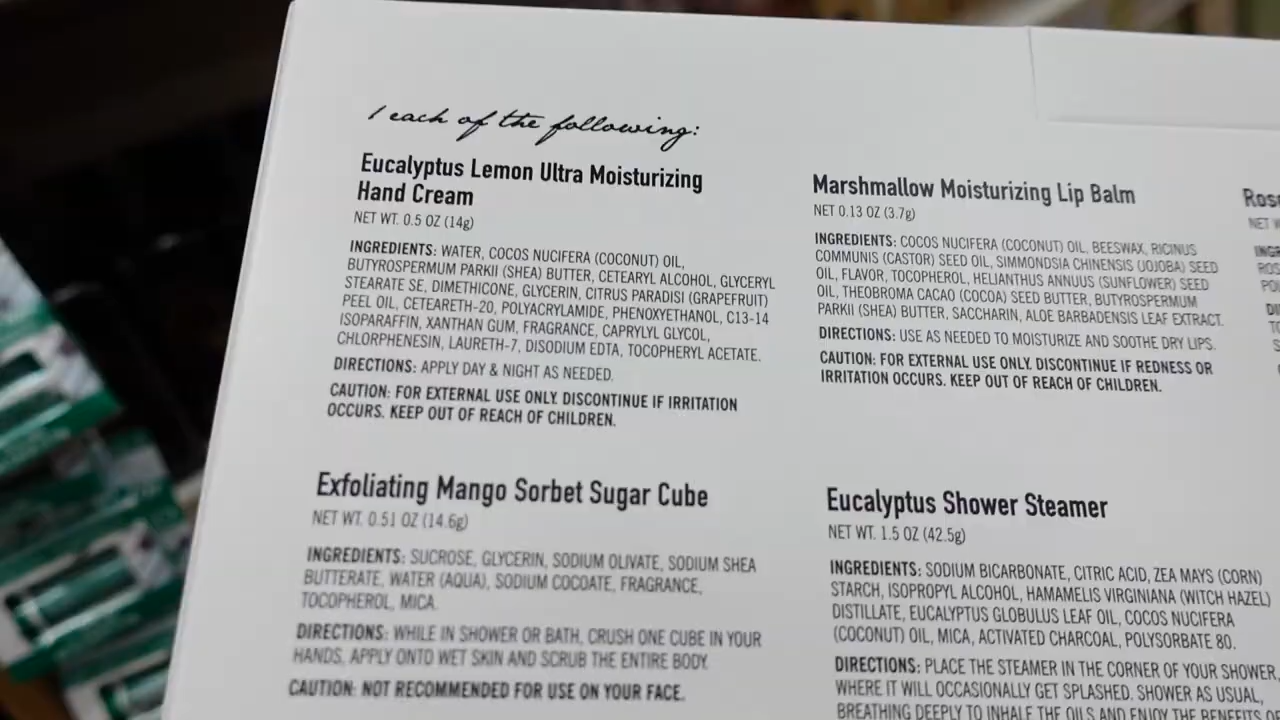 1 each of the following:
Eucalyptus Lemon Ultra Moisturizing
Hand Cream
NET WT. 0.5 OZ (14g)
INGREDIENTS: WATER, COCOS NUCIFERA (COCONUT) OIL,
BUTYROSPERMUM PARKII (SHEA) BUTTER, CETEARYL ALCOHOL, GLYCERYL
STEARATE SE, DIMETHICONE, GLYCERIN, CITRUS PARADISI (GRAPEFRUIT)
PEEL OIL, CETEARETH-20, POLYACRYLAMIDE, PHENOXYETHANOL, C13-14
ISOPARAFFIN, XANTHAN GUM, FRAGRANCE, CAPRYLYL GLYCOL,
CHLORPHENESIN, LAURETH-7, DISODIUM EDTA, TOCOPHERYL ACETATE.
DIRECTIONS: APPLY DAY & NIGHT AS NEEDED.
CAUTION: FOR EXTERNAL USE ONLY. DISCONTINUE IF IRRITATION
OCCURS. KEEP OUT OF REACH OF CHILDREN.
Marshmallow Moisturizing Lip Balm
NET 0.13 OZ (3.7g)
INGREDIENTS: COCOS NUCIFERA (COCONUT) OIL, BEESWAX, RICINUS
COMMUNIS (CASTOR) SEED OIL, SIMMONDSIA CHINENSIS (JOJOBA) SEED
OIL, FLAVOR, TOCOPHEROL, HELIANTHUS ANNUUS (SUNFLOWER) SEED
OIL, THEOBROMA CACAO (COCOA) SEED BUTTER, BUTYROSPERMUM
PARKII (SHEA) BUTTER, SACCHARIN, ALOE BARBADENSIS LEAF EXTRACT.
DIRECTIONS: USE AS NEEDED TO MOISTURIZE AND SOOTHE DRY LIPS.
CAUTION: FOR EXTERNAL USE ONLY. DISCONTINUE IF REDNESS OR
IRRITATION OCCURS. KEEP OUT OF REACH OF CHILDREN.
Exfoliating Mango Sorbet Sugar Cube
NET WT. 0.51 OZ (14.6g)
INGREDIENTS: SUCROSE, GLYCERIN, SODIUM OLIVATE, SODIUM SHEA
BUTTERATE, WATER (AQUA), SODIUM COCOATE, FRAGRANCE,
TOCOPHEROL, MICA.
DIRECTIONS: WHILE IN SHOWER OR BATH, CRUSH ONE CUBE IN YOUR
HANDS, APPLY ONTO WET SKIN AND SCRUB THE ENTIRE BODY.
CAUTION: NOT RECOMMENDED FOR USE ON YOUR FACE.
Eucalyptus Shower Steamer
NET WT. 1.5 OZ (42.5g)
INGREDIENTS: SODIUM BICARBONATE, CITRIC ACID, ZEA MAYS (CORN)
STARCH, ISOPROPYL ALCOHOL, HAMAMELIS VIRGINIANA (WITCH HAZEL)
DISTILLATE, EUCALYPTUS GLOBULUS LEAF OIL, COCOS NUCIFERA
(COCONUT) OIL, MICA, ACTIVATED CHARCOAL, POLYSORBATE 80.
DIRECTIONS: PLACE THE STEAMER IN THE CORNER OF YOUR SHOWER,
WHERE IT WILL OCCASIONALLY GET SPLASHED. SHOWER AS USUAL,
BREATHING DEEPLY TO INHALE THE OILS AND ENJOY THE BENEFITS OF